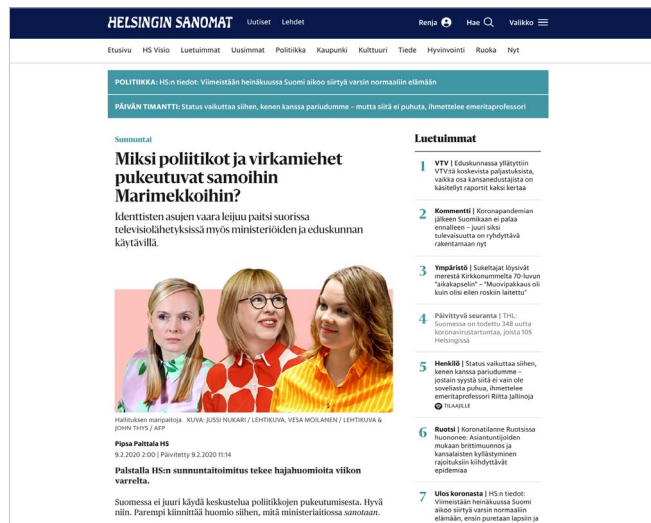 HELSINGIN SANOMAT
Uutiset Lehdet
Renja Hae Valikko
Etusivu HS Visio Luetuimmat Uusimmat Politiikka Kaupunki Kulttuuri Tiede Hyvinvointi Ruoka Nyt
POLITIIKKA: HS:n tiedot: Viimeistään heinäkuussa Suomi aikoo siirtyä varsin normaaliin elämään
PÄIVÄN TIMANTTI: Status vaikuttaa siihen, kenen kanssa pariudumme – mutta siitä ei puhuta, ihmettelee emeritaprofessori
Sunnuntai
Miksi poliitikot ja virkamiehet
pukeutuvat samoihin
Marimekkoihin?
Identtisten asujen vaara leijuu paitsi suorissa
televisiolähetyksissä myös ministeriöiden ja eduskunnan
käytävillä.
Hallituksen maripaitoja. KUVA: JUSSI NUKARI / LEHTIKUVA, VESA MOILANEN / LEHTIKUVA &
JOHN THYS / AFP
Pipsa Palttala HS
9.2.2020 2:00 | Päivitetty 9.2.2020 11:14
Palstalla HS:n sunnuntaitoimitus tekee hajahuomioita viikon
varrelta.
Suomessa ei juuri käydä keskustelua poliitikkojen pukeutumisesta. Hyvä
niin. Parempi kiinnittää huomio siihen, mitä ministeriaitiossa sanotaan.
Luetuimmat
1 VTV | Eduskunnassa yllätyttiin
VTV:tä koskevista paljastuksista,
vaikka osa kansanedustajista on
käsitellyt raportit kaksi kertaa
2 Kommentti | Koronapandemian
jälkeen Suomikaan ei palaa
ennalleen – juuri siksi
tulevaisuutta on ryhdyttävä
rakentamaan nyt
3 Ympäristö | Sukeltajat löysivät
merestä Kirkkonummelta 70-luvun
"aikakapselin" – "Muovipakkaus oli
kuin olisi eilen roskiin laitettu"
4 Päivittyvä seuranta | THL:
Suomessa on todettu 348 uutta
koronavirustartuntaa, joista 105
Helsingissä
5 Henkilö | Status vaikuttaa siihen,
kenen kanssa pariudumme –
jostain syystä siitä ei vain ole
soveliasta puhua, ihmettelee
emeritaprofessori Riitta Jallinoja
TILAAJILLE
6 Ruotsi | Koronatilanne Ruotsissa
huononee: Asiantuntijoiden
mukaan brittimuunnos ja
kansalaisten kyllästyminen
rajoituksiin kiihdyttävät
epidemiaa
7 Ulos koronasta | HS:n tiedot:
Viimeistään heinäkuussa Suomi
aikoo siirtyä varsin normaaliin
elämään, ensin puretaan lapsiin ja